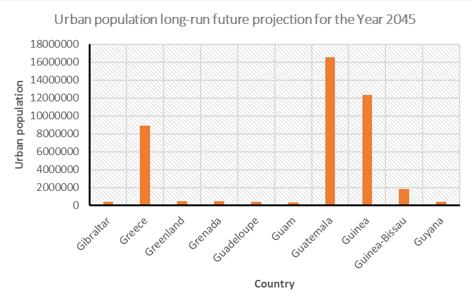 Urban population long-run future projection for the Year 2045
Urban population
18000000
16000000
14000000
12000000
10000000
8000000
6000000
4000000
2000000
0
Gibraltar
Greece
Greenland
Grenada
Guadeloupe
Guam
Guatemala
Guinea
Guinea-Bissau
Guyana
Country